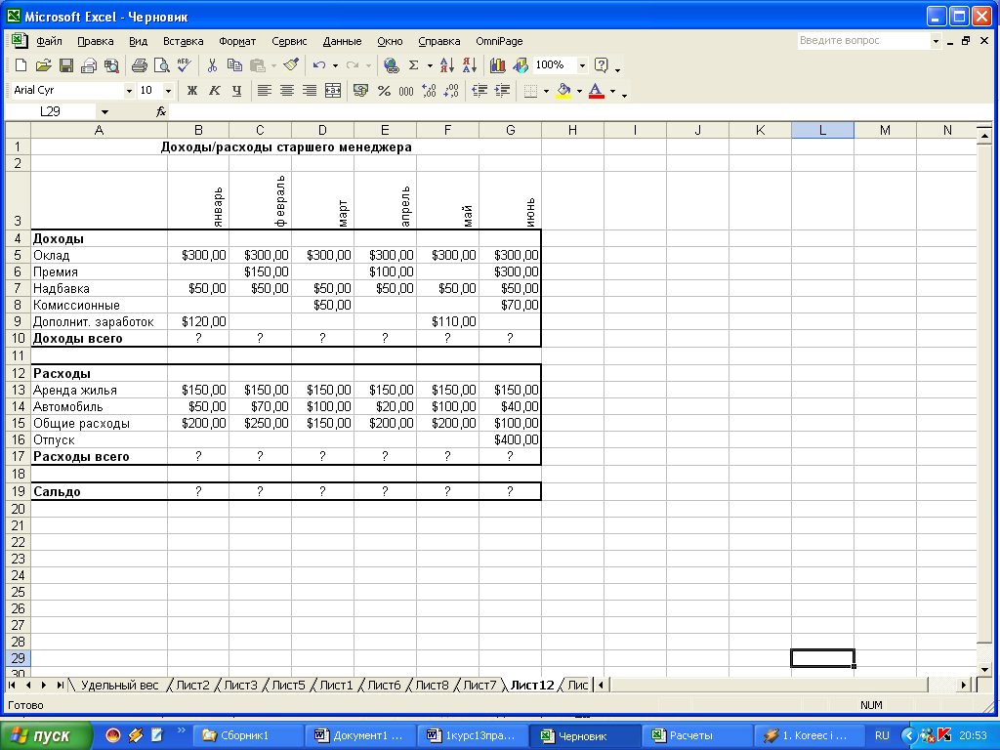 Microsoft Excel - Черновик
Файл Правка Вид Вставка Формат Сервис Данные Окно Справка OmniPage Введите вопрос
100%
Arial Cyr 10 Ж К Ч % 000
L29 fx
A B C D E F G H I J K L M N
1 Доходы/расходы старшего менеджера
2
3 январь февраль март апрель май июнь
4 Доходы
5 Оклад $300,00 $300,00 $300,00 $300,00 $300,00 $300,00
6 Премия $150,00 $100,00 $300,00
7 Надбавка $50,00 $50,00 $50,00 $50,00 $50,00 $50,00
8 Комиссионные $50,00 $70,00
9 Дополнит. заработок $120,00 $110,00
10 Доходы всего ? ? ? ? ? ?
11
12 Расходы
13 Аренда жилья $150,00 $150,00 $150,00 $150,00 $150,00 $150,00
14 Автомобиль $50,00 $70,00 $100,00 $20,00 $100,00 $40,00
15 Общие расходы $200,00 $250,00 $150,00 $200,00 $200,00 $100,00
16 Отпуск $400,00
17 Расходы всего ? ? ? ? ? ?
18
19 Сальдо ? ? ? ? ? ?
20
21
22
23
24
25
26
27
28
29
30
Удельный вес Лист2 Лист3 Лист5 Лист1 Лист6 Лист8 Лист7 Лист12 Лис
Готово NUM
пуск Сборник1 Документ1 ... 1курс13пра... Черновик Расчеты 1. Koreec i ... RU 20:53